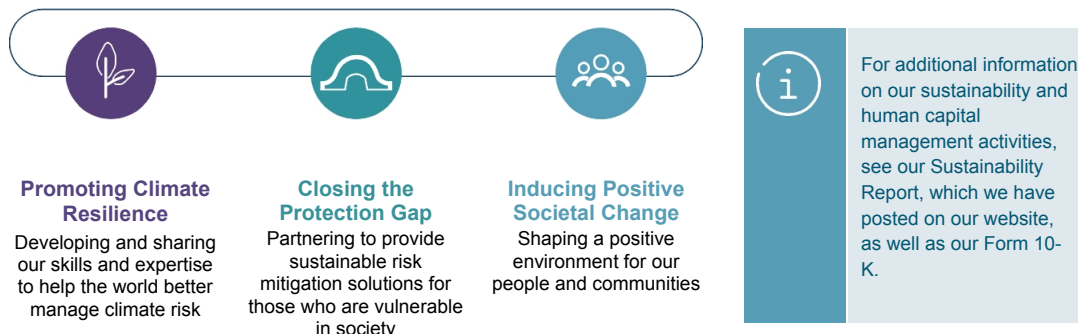 Promoting Climate
Resilience
Developing and sharing
our skills and expertise
to help the world better
manage climate risk
Closing the
Protection Gap
Partnering to provide
sustainable risk
mitigation solutions for
those who are vulnerable
in society
Inducing Positive
Societal Change
Shaping a positive
environment for our
people and communities
i
For additional information
on our sustainability and
human capital
management activities,
see our Sustainability
Report, which we have
posted on our website,
as well as our Form 10-
K.